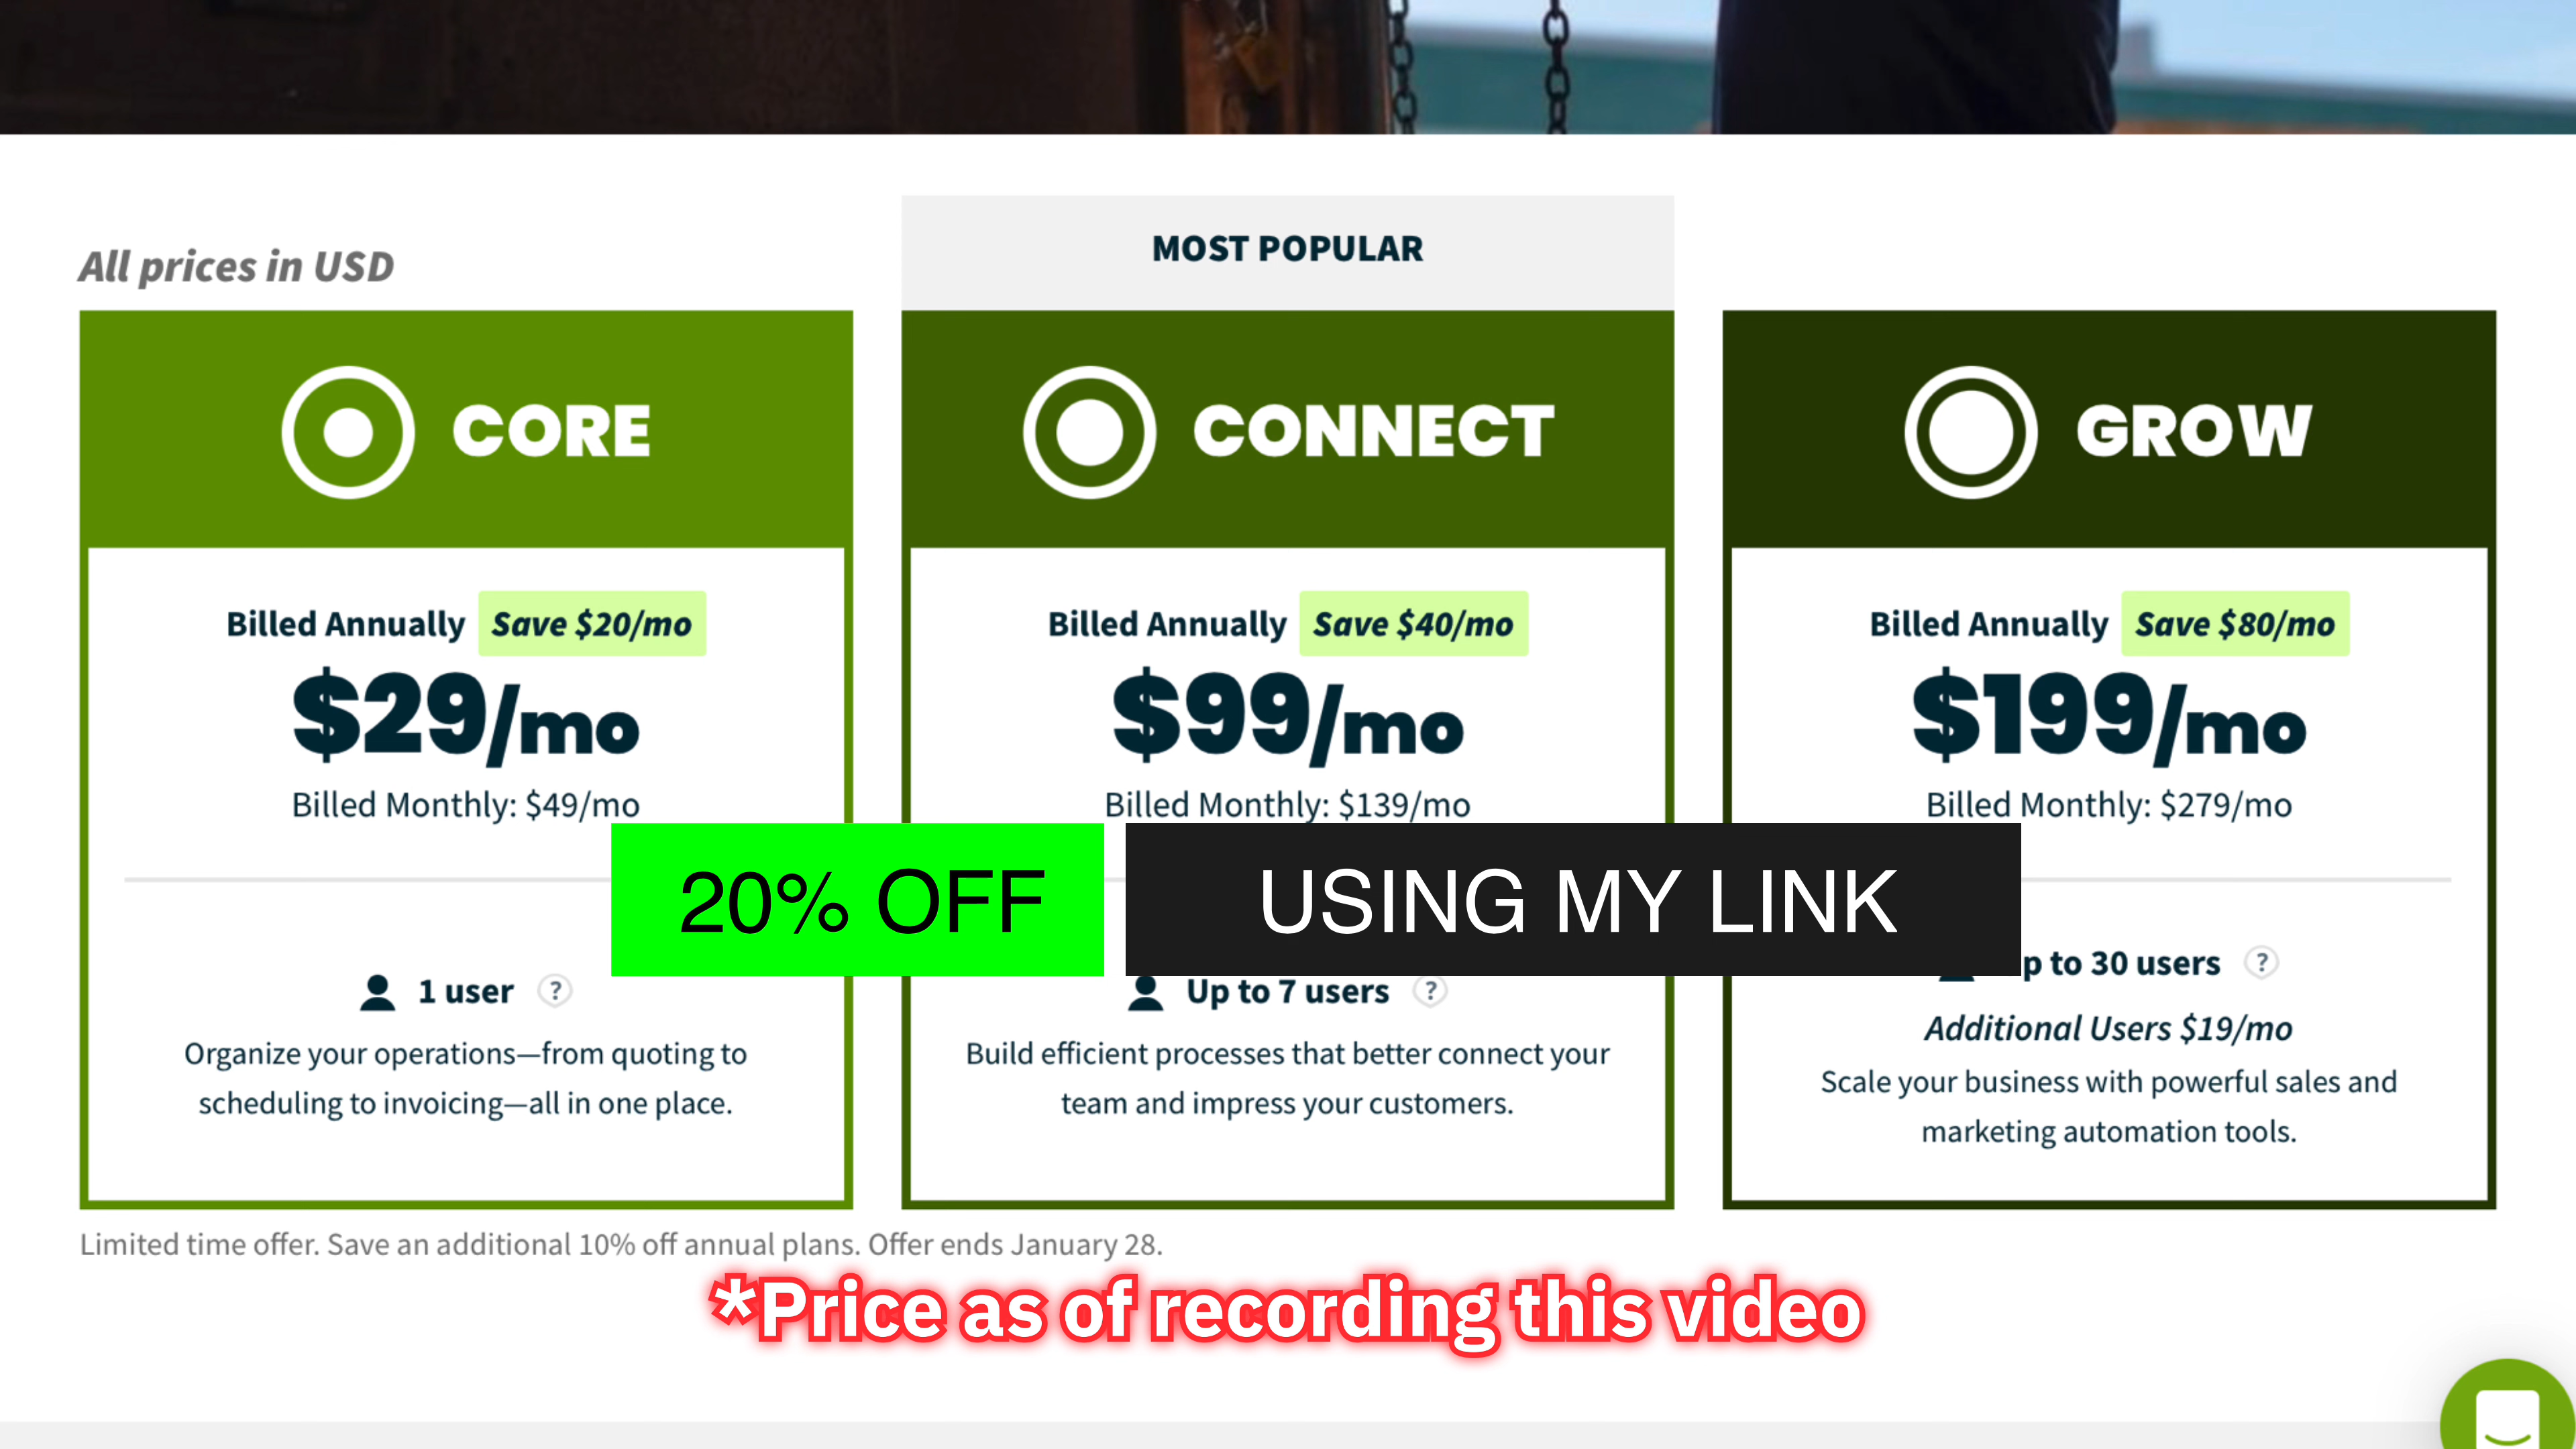 All prices in USD
MOST POPULAR
CORE
Billed Annually Save $20/mo
$29/mo
Billed Monthly: $49/mo
1 user ?
Organize your operations—from quoting to
scheduling to invoicing—all in one place.
CONNECT
Billed Annually Save $40/mo
$99/mo
Billed Monthly: $139/mo
Up to 7 users ?
Build efficient processes that better connect your
team and impress your customers.
GROW
Billed Annually Save $80/mo
$199/mo
Billed Monthly: $279/mo
p to 30 users ?
Additional Users $19/mo
Scale your business with powerful sales and
marketing automation tools.
20% OFF
USING MY LINK
Limited time offer. Save an additional 10% off annual plans. Offer ends January 28.
*Price as of recording this video